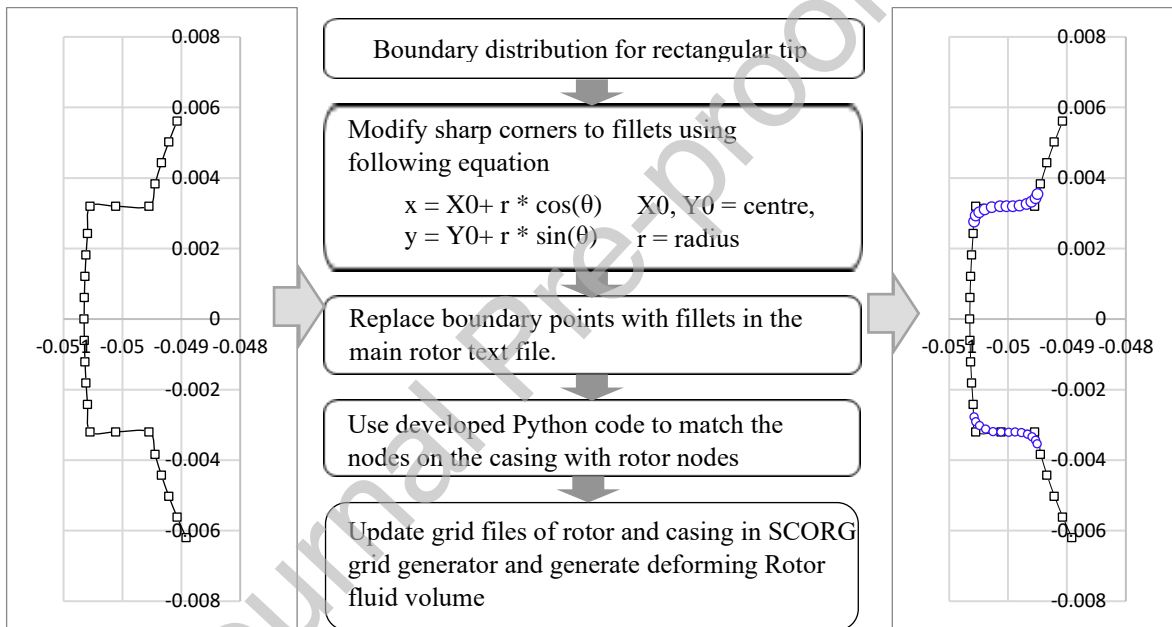 0.008
0.006
0.004
0.002
0
-0.051 -0.05 -0.049 -0.048
-0.002
-0.004
-0.006
-0.008
Boundary distribution for rectangular tip
Modify sharp corners to fillets using
following equation
x = X0+ r * cos(θ) X0, Y0 = centre,
y = Y0+ r * sin(θ) r = radius
Replace boundary points with fillets in the
main rotor text file.
Use developed Python code to match the
nodes on the casing with rotor nodes
Update grid files of rotor and casing in SCORG
grid generator and generate deforming Rotor
fluid volume
0.008
0.006
0.004
0.002
0
-0.051 -0.05 -0.049 -0.048
-0.002
-0.004
-0.006
-0.008
urnal Pre-proo